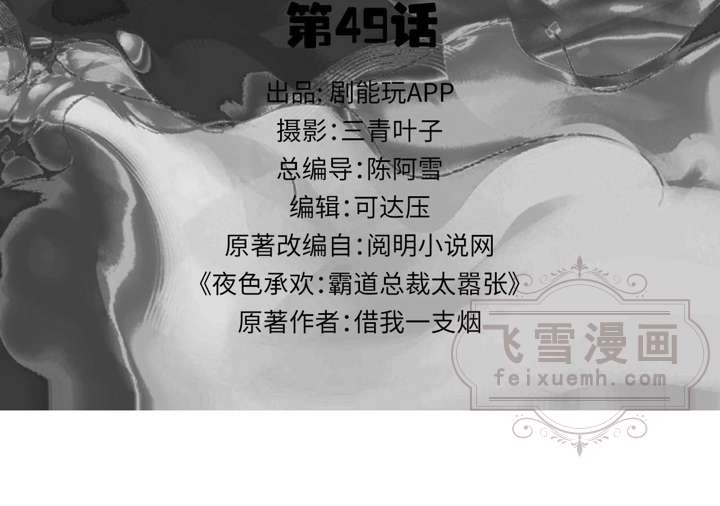 第49话
出品: 剧能玩APP
摄影:三青叶子
总编导:陈阿雪
编辑:可达压
原著改编自:阅明小说网
《夜色承欢:霸道总裁太嚣张》
原著作者:借我一支烟
飞雪漫画
feixuemh.com